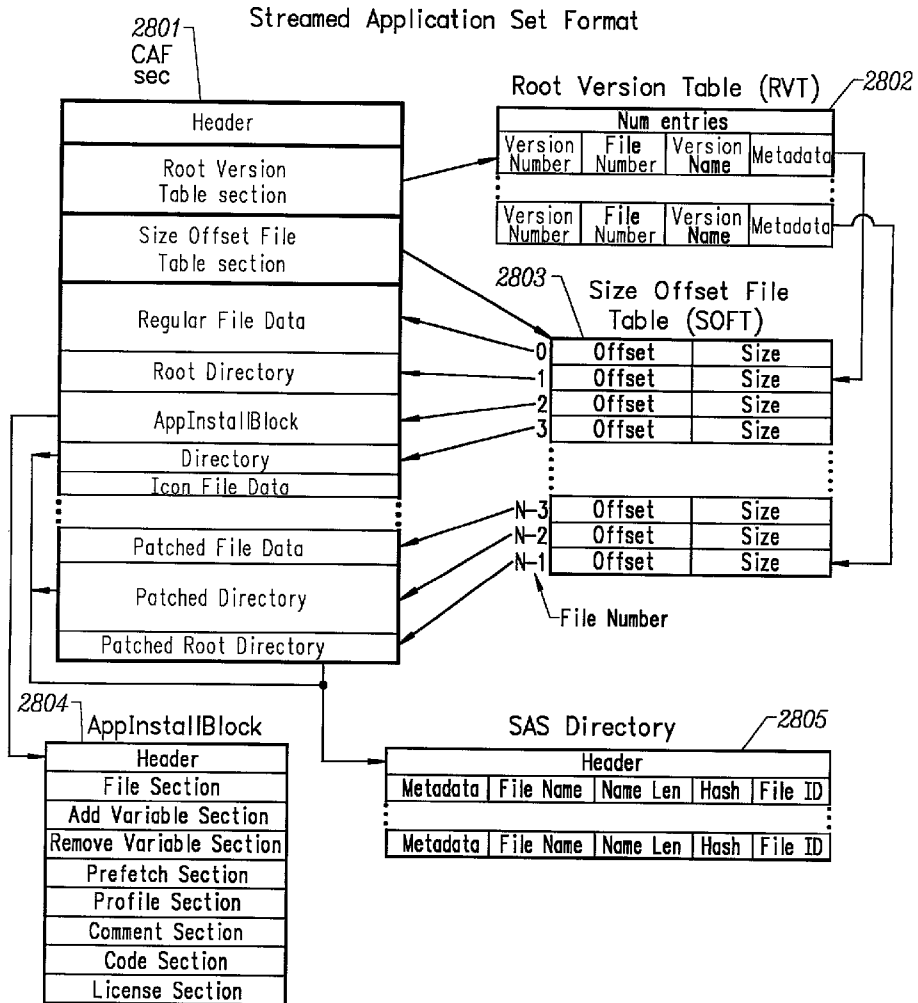 Streamed Application Set Format
2801
CAF
sec
Header
Root Version
Table section
Size Offset File
Table section
Regular File Data
Root Directory
AppInstallBlock
Directory
Icon File Data
Patched File Data
Patched Directory
Patched Root Directory
Root Version Table (RVT)
2802
Num entries
Version Number File Number Version Name Metadata
Version Number File Number Version Name Metadata
2803
Size Offset File
Table (SOFT)
0 Offset Size
1 Offset Size
2 Offset Size
3 Offset Size
N-3 Offset Size
N-2 Offset Size
N-1 Offset Size
File Number
2804
AppInstallBlock
Header
File Section
Add Variable Section
Remove Variable Section
Prefetch Section
Profile Section
Comment Section
Code Section
License Section
SAS Directory
2805
Header
Metadata File Name Name Len Hash File ID
Metadata File Name Name Len Hash File ID